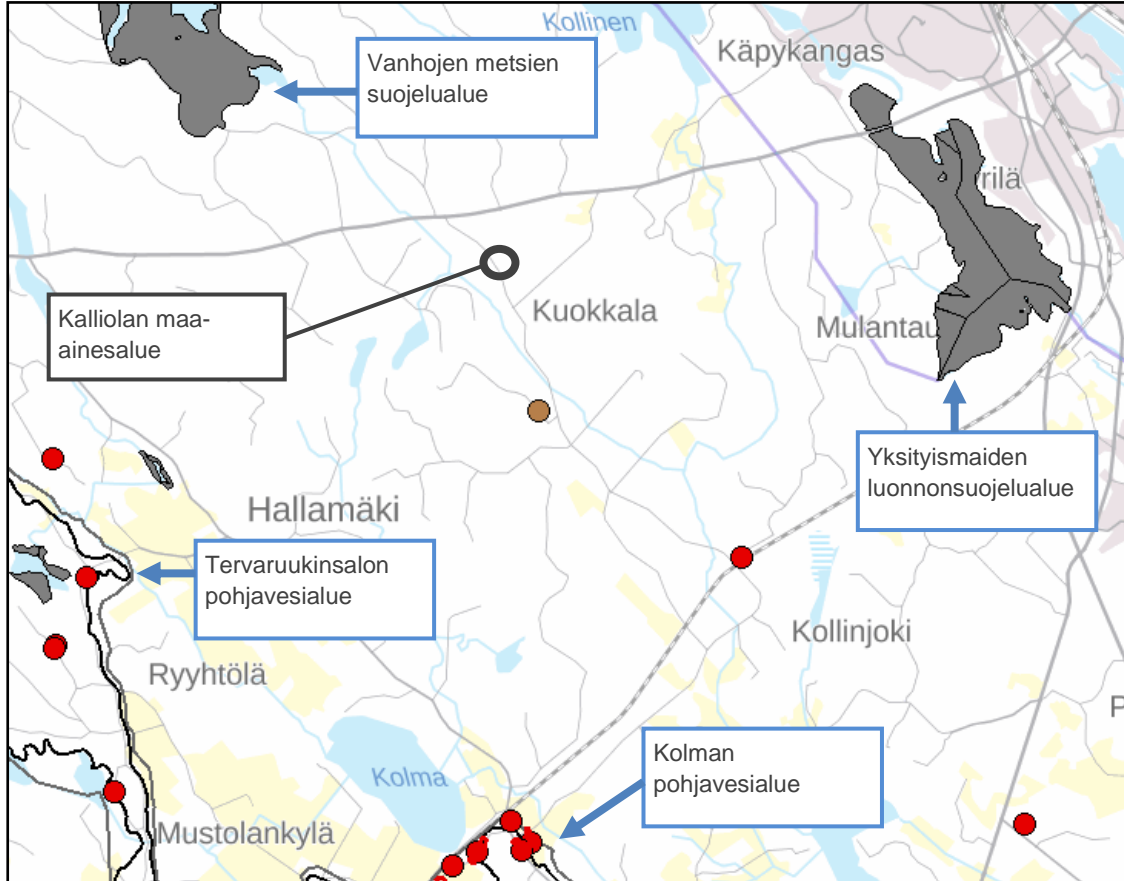 Kollinen
Käpykangas
Vanhojen metsien
suojelualue
rilä
Kalliolan maa-
ainesalue
Kuokkala
Mulantau
Yksityismaiden
luonnonsuojelualue
Hallamäki
Tervaruukinsalon
pohjavesialue
Kollinjoki
Ryyhtölä
P
Kolman
pohjavesialue
Kolma
Mustolankylä